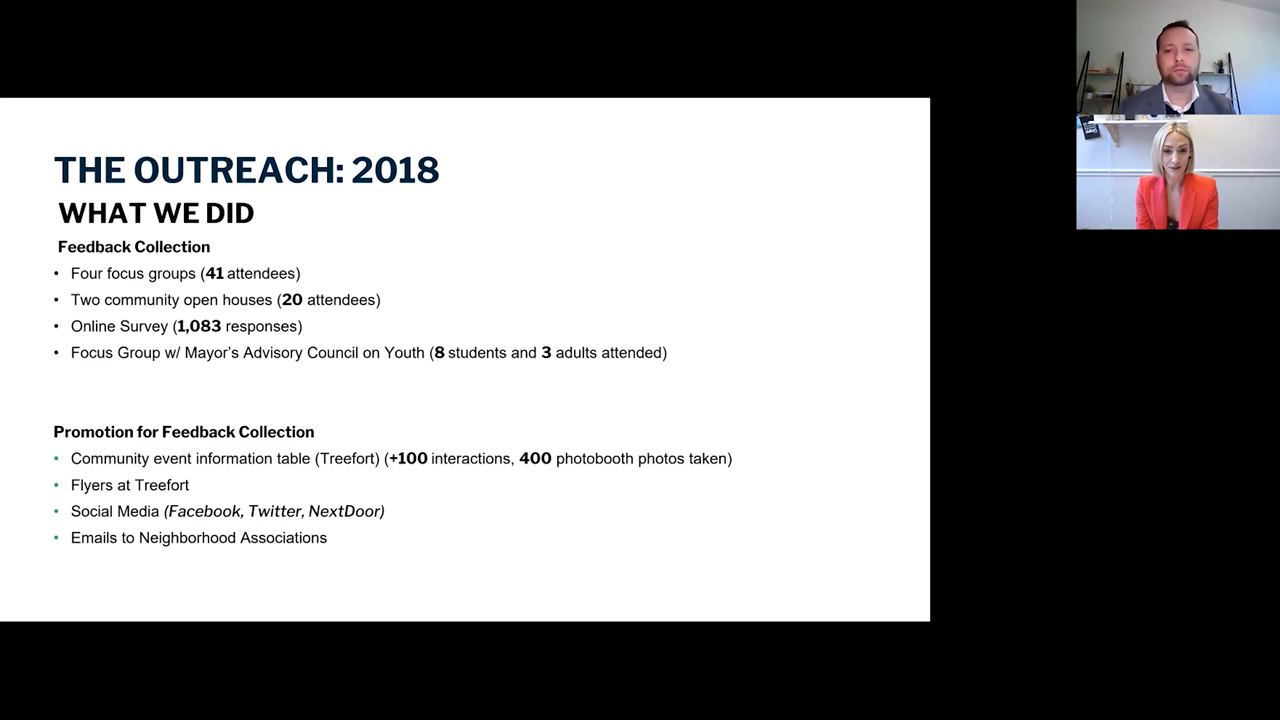 THE OUTREACH: 2018
WHAT WE DID
Feedback Collection
• Four focus groups (41 attendees)
• Two community open houses (20 attendees)
• Online Survey (1,083 responses)
• Focus Group w/ Mayor’s Advisory Council on Youth (8 students and 3 adults attended)
Promotion for Feedback Collection
• Community event information table (Treefort) (+100 interactions, 400 photobooth photos taken)
• Flyers at Treefort
• Social Media (Facebook, Twitter, NextDoor)
• Emails to Neighborhood Associations